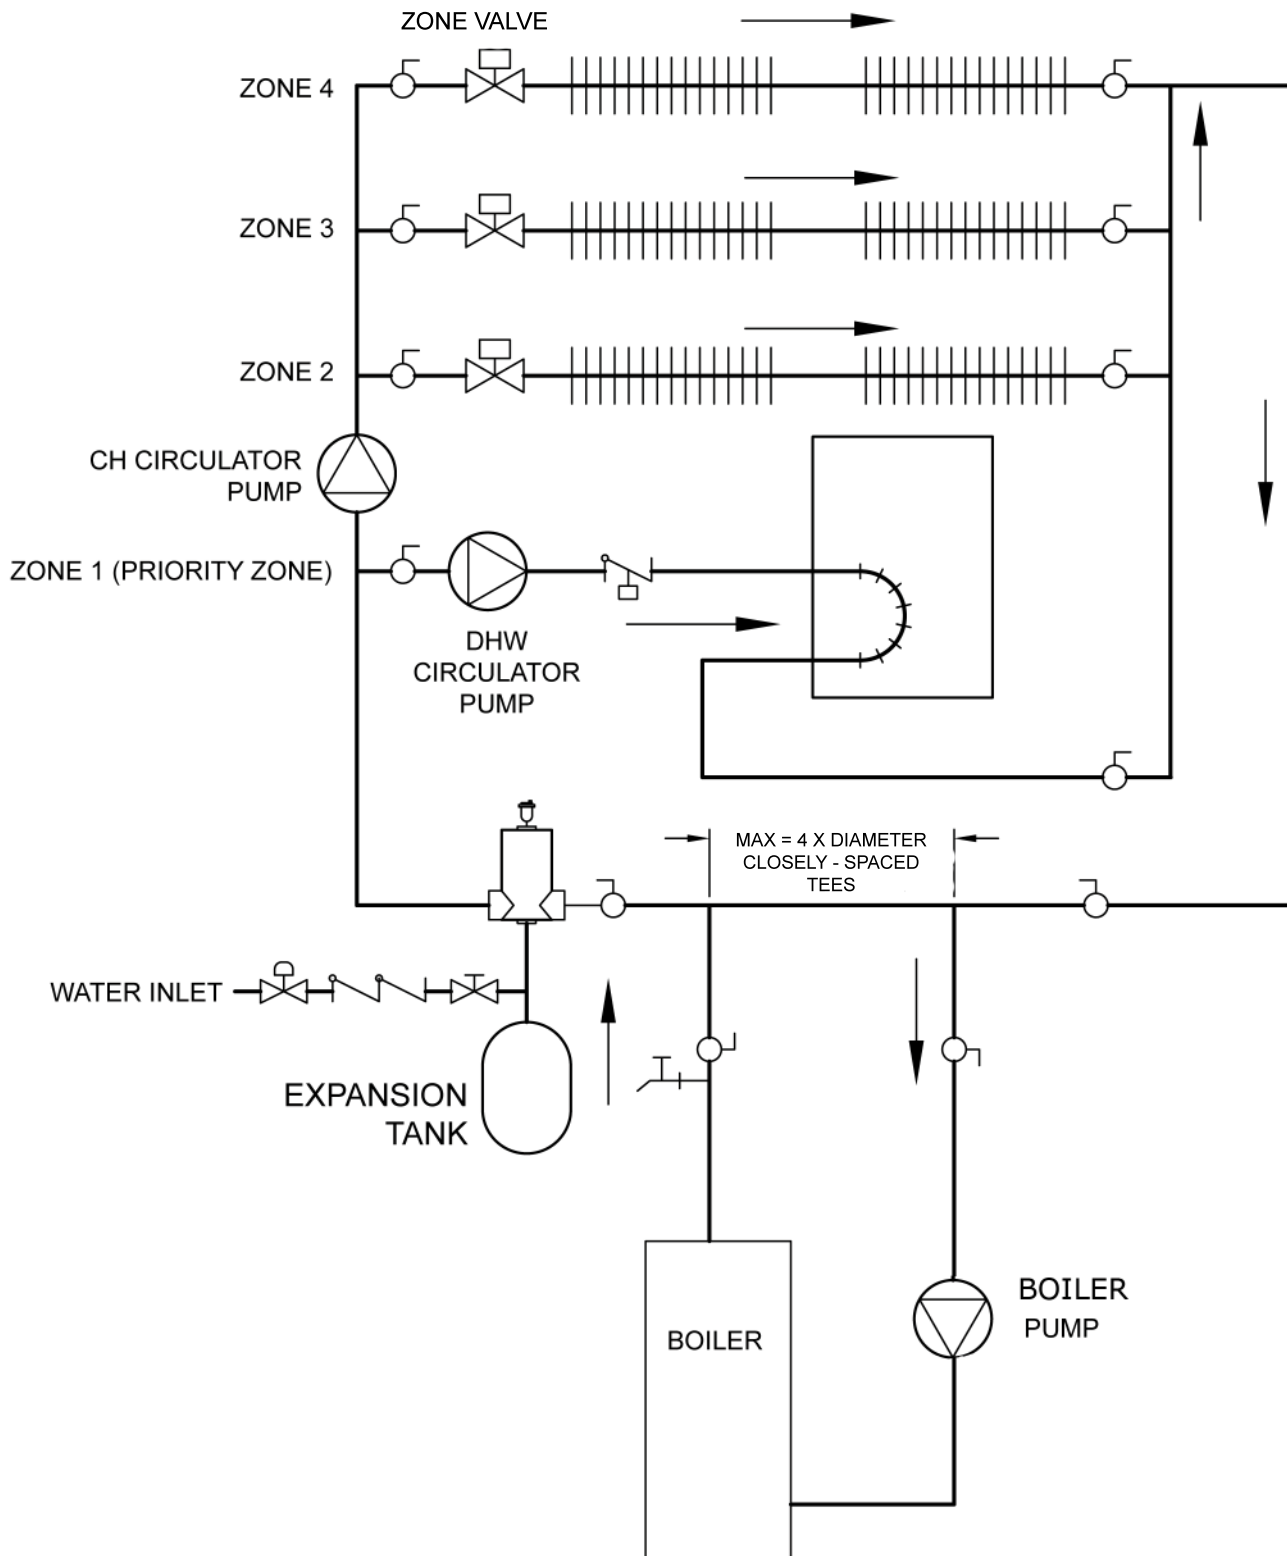 ZONE VALVE
ZONE 4
ZONE 3
ZONE 2
CH CIRCULATOR
PUMP
ZONE 1 (PRIORITY ZONE)
DHW
CIRCULATOR
PUMP
MAX = 4 X DIAMETER
CLOSELY - SPACED
TEES
WATER INLET
EXPANSION
TANK
BOILER
PUMP
BOILER